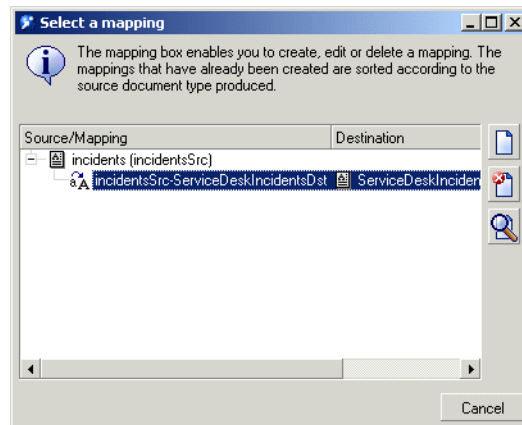 Select a mapping
The mapping box enables you to create, edit or delete a mapping. The
mappings that have already been created are sorted according to the
source document type produced.
Source/Mapping Destination
incidents (incidentsSrc)
incidentsSrc-ServiceDeskIncidentsDst ServiceDeskInciden
Cancel